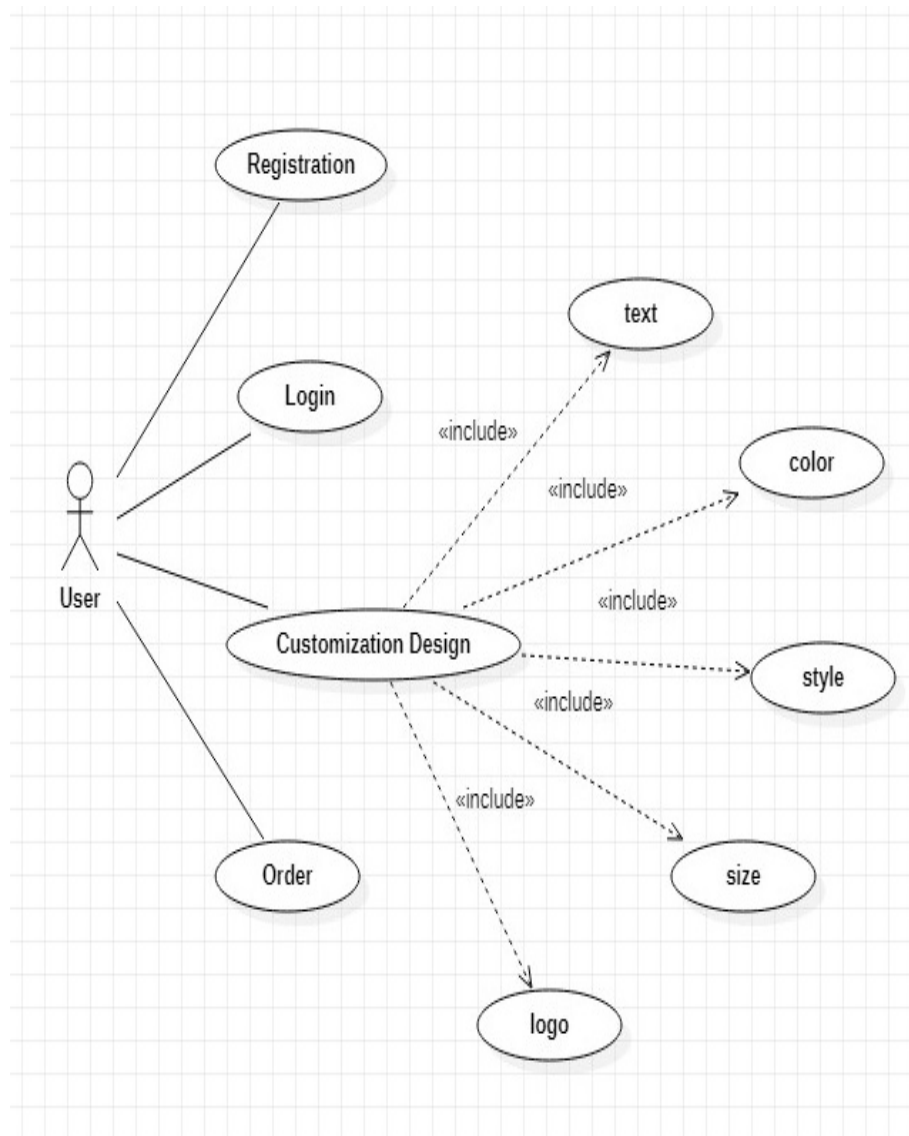 Registration
text
Login
«include»
color
«include»
User
«include»
Customization Design
style
«include»
«include»
Order
size
logo